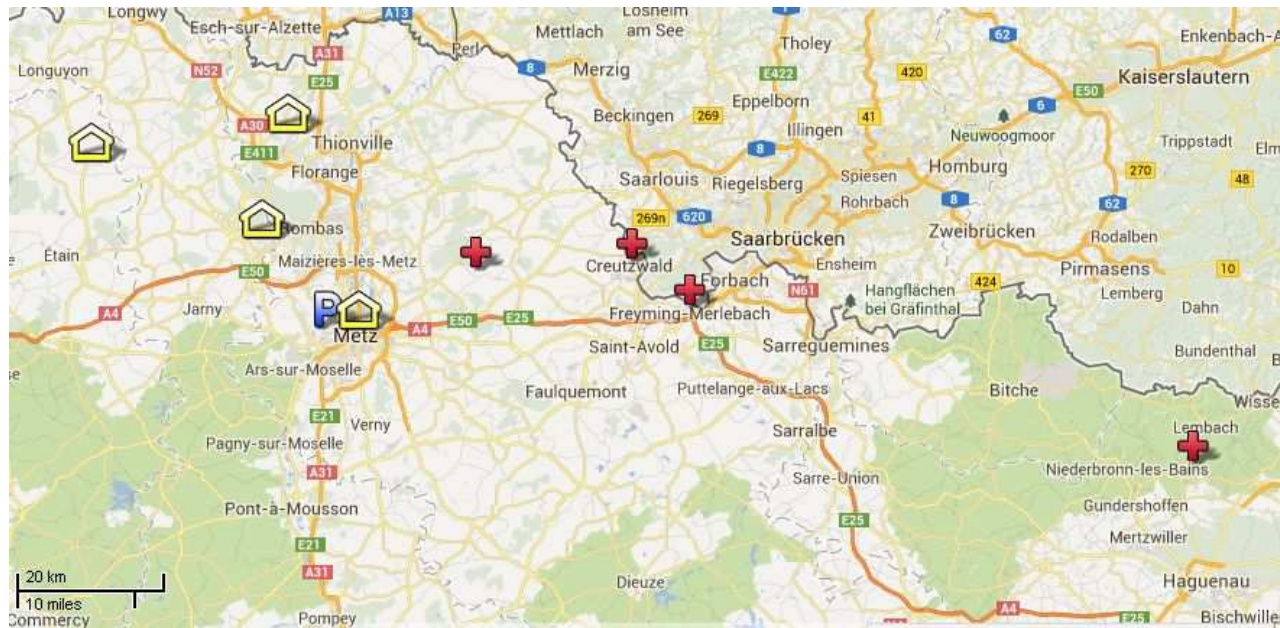 Longwy
A13
Losheim
am See
Esch-sur-Alzette
Mettlach
1
Tholey
62
Enkenbach-A
A31
Perl
Longuyon
N52
E25
8
Merzig
E422
420
Kaiserslautern
E50
Beckingen
269
Eppelborn
41
6
A30
Thionville
Illingen
Neuwoogmoor
Trippstadt
Elm
E411
8
Florange
Saarlouis
Riegelsberg
Spiesen
Homburg
270
48
Rohrbach
8
62
269n
620
Rombas
Saarbrücken
Zweibrücken
Rodalben
Étain
Maizières-les-Metz
Creutzwald
Ensheim
Pirmasens
10
E50
Forbach
424
Jarny
N61
Hangflächen
bei Gräfinthal
Lemberg
Dahn
A4
P
E50
E25
Freyming-Merlebach
A4
Metz
Saint-Avold
E25
Sarreguemines
Bundenthal
B
Ars-sur-Moselle
se
Faulquemont
Puttelange-aux-Lacs
Bitche
Wisse
E21
Verny
Sarralbe
Lembach
Pagny-sur-Moselle
A31
Sarre-Union
Niederbronn-les-Bains
Pont-à-Mousson
Gundershoffen
E25
Mertzwiller
E21
A31
20 km
Dieuze
Haguenau
10 miles
A4
E25
Commercy
Pompey
Bischwille